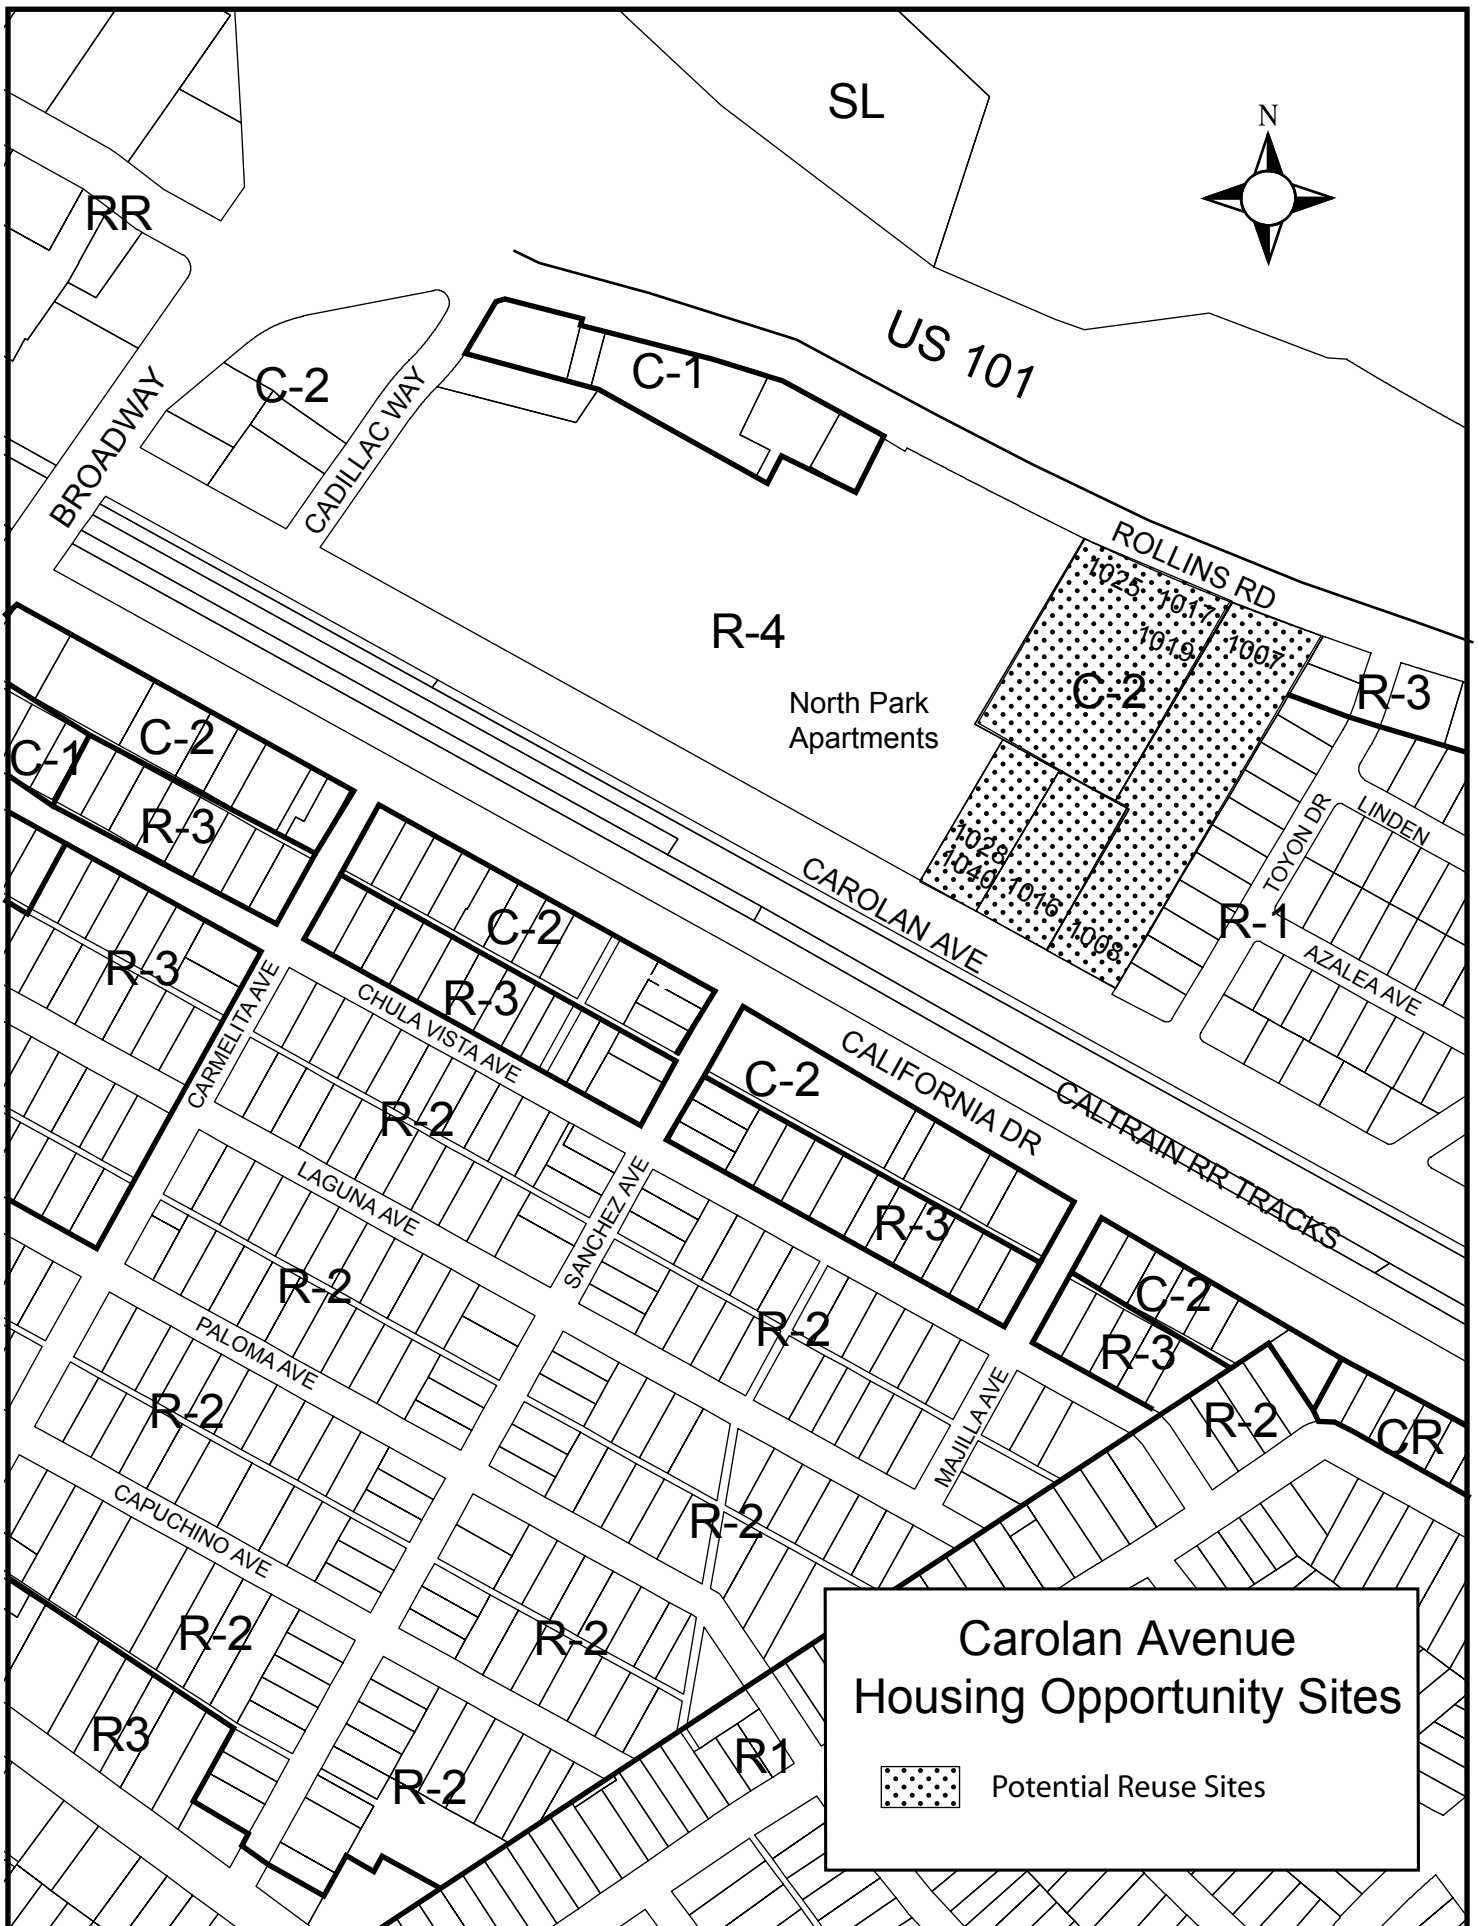 SL
N
RR
US 101
C-1
C-2
BROADWAY
CADILLAC WAY
ROLLINS RD
1025
1017
1019
1007
R-4
C-2
R-3
North Park
Apartments
C-2
C-1
R-3
LINDEN
TOYON DR
1028
1040
1016
1008
CAROLAN AVE
R-1
AZALEA AVE
C-2
R-3
R-3
CHULA VISTA AVE
CARMELITA AVE
CALIFORNIA DR
C-2
CALTRAIN RR TRACKS
R-2
LAGUNA AVE
SANCHEZ AVE
R-3
R-2
C-2
R-2
R-3
PALOMA AVE
MAJILLA AVE
R-2
R-2
CR
CAPUCHINO AVE
R-2
R-2
R-2
R3
R1
R-2
Carolan Avenue
Housing Opportunity Sites
Potential Reuse Sites